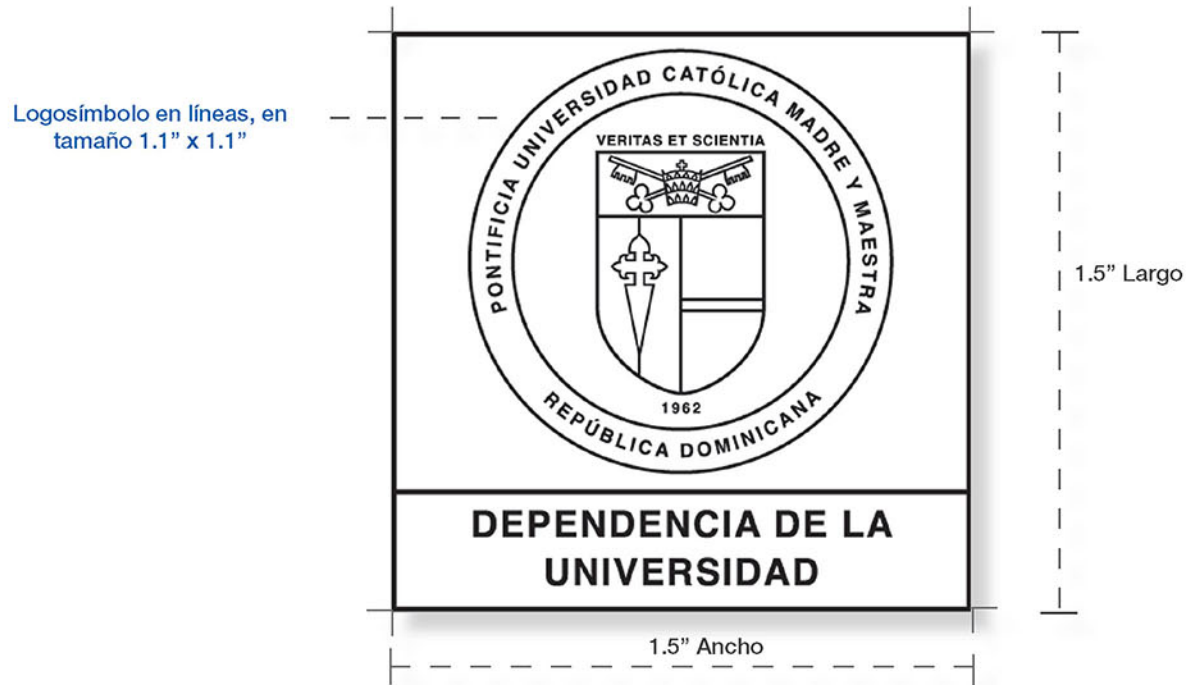 Logosímbolo en líneas, en
tamaño 1.1” x 1.1”
PONTIFICIA UNIVERSIDAD CATÓLICA MADRE Y MAESTRA
VERITAS ET SCIENTIA
1962
REPÚBLICA DOMINICANA
1.5” Largo
DEPENDENCIA DE LA
UNIVERSIDAD
1.5” Ancho